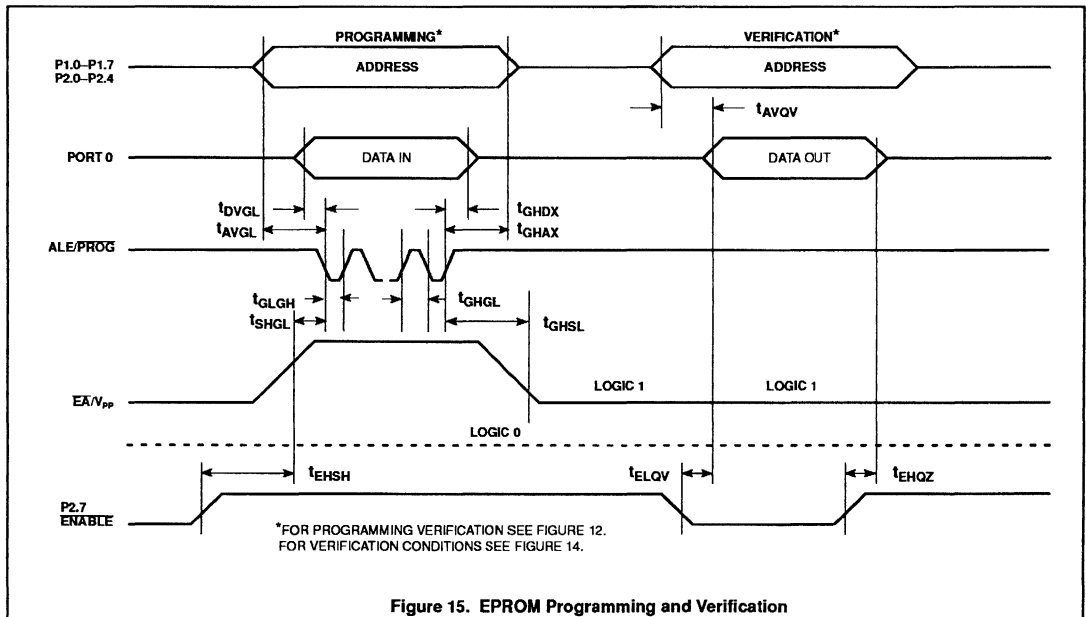 PROGRAMMING*
VERIFICATION*
P1.0–P1.7
P2.0–P2.4
ADDRESS
ADDRESS
tAVQV
PORT 0
DATA IN
DATA OUT
tDVGL
tGHDX
tAVGL
tGHAX
ALE/PROG
tGLGH
tGHGL
tSHGL
tGHSL
LOGIC 1
LOGIC 1
EA/VPP
LOGIC 0
tEHSH
tELQV
tEHQZ
P2.7
ENABLE
*FOR PROGRAMMING VERIFICATION SEE FIGURE 12.
FOR VERIFICATION CONDITIONS SEE FIGURE 14.
Figure 15. EPROM Programming and Verification